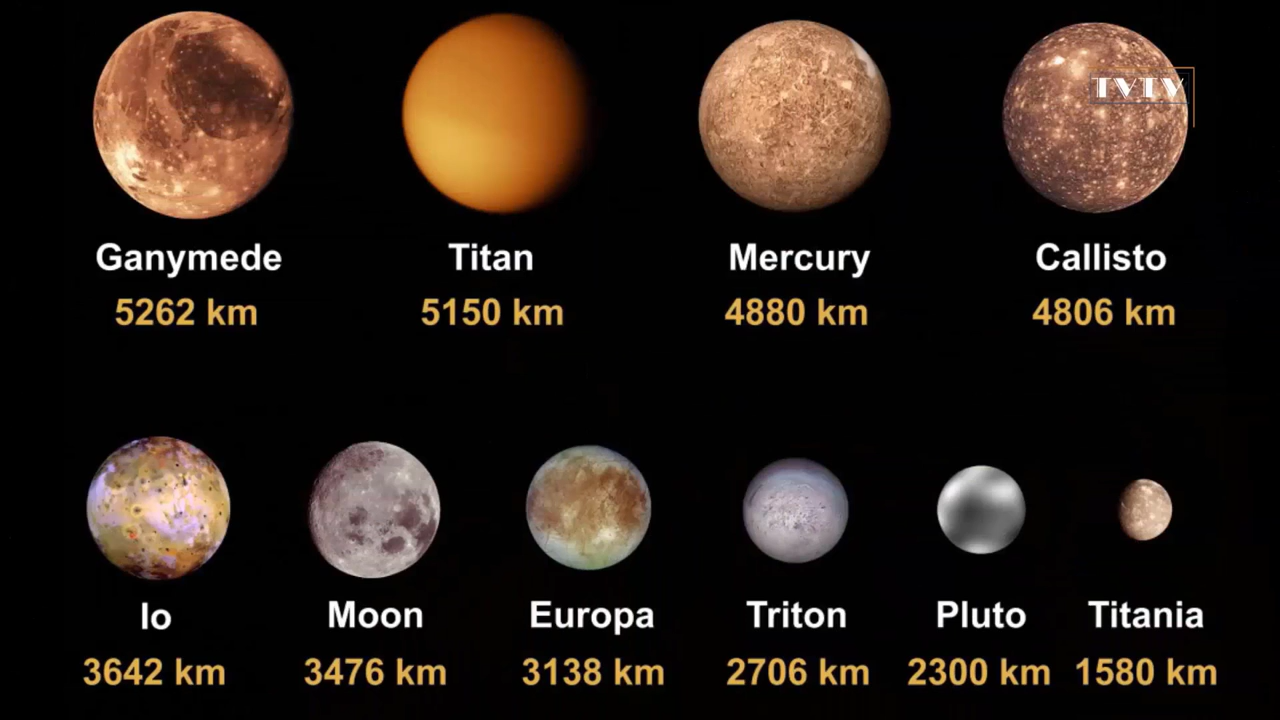 TVTV
Ganymede Titan Mercury Callisto
5262 km 5150 km 4880 km 4806 km
Io Moon Europa Triton Pluto Titania
3642 km 3476 km 3138 km 2706 km 2300 km 1580 km